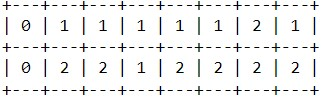 +---+---+---+---+---+---+---+---+
| 0 | 1 | 1 | 1 | 1 | 1 | 2 | 1 |
+---+---+---+---+---+---+---+---+
| 0 | 2 | 2 | 1 | 2 | 2 | 2 | 2 |
+---+---+---+---+---+---+---+---+